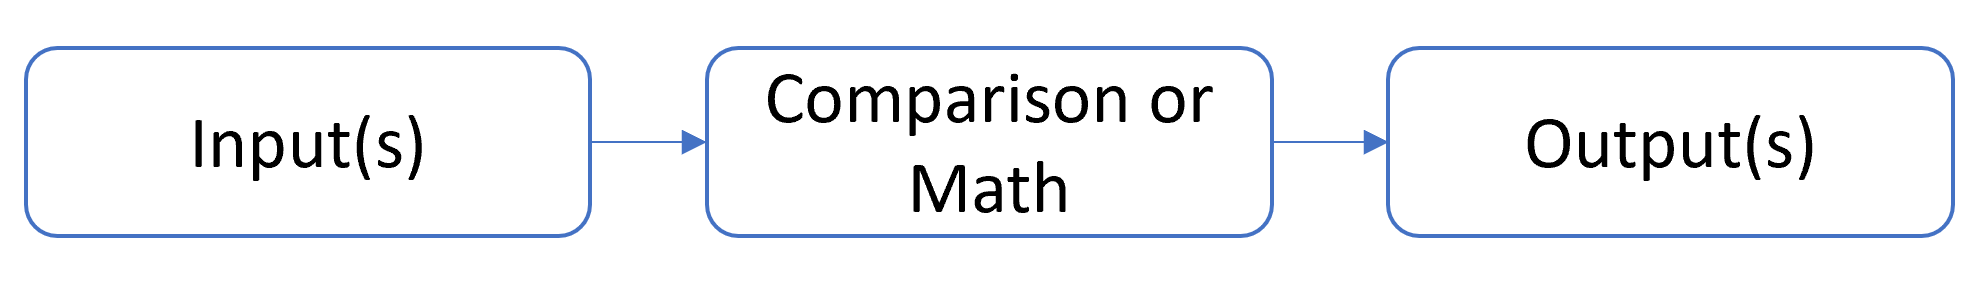 Input(s)
Comparison or
Math
Output(s)